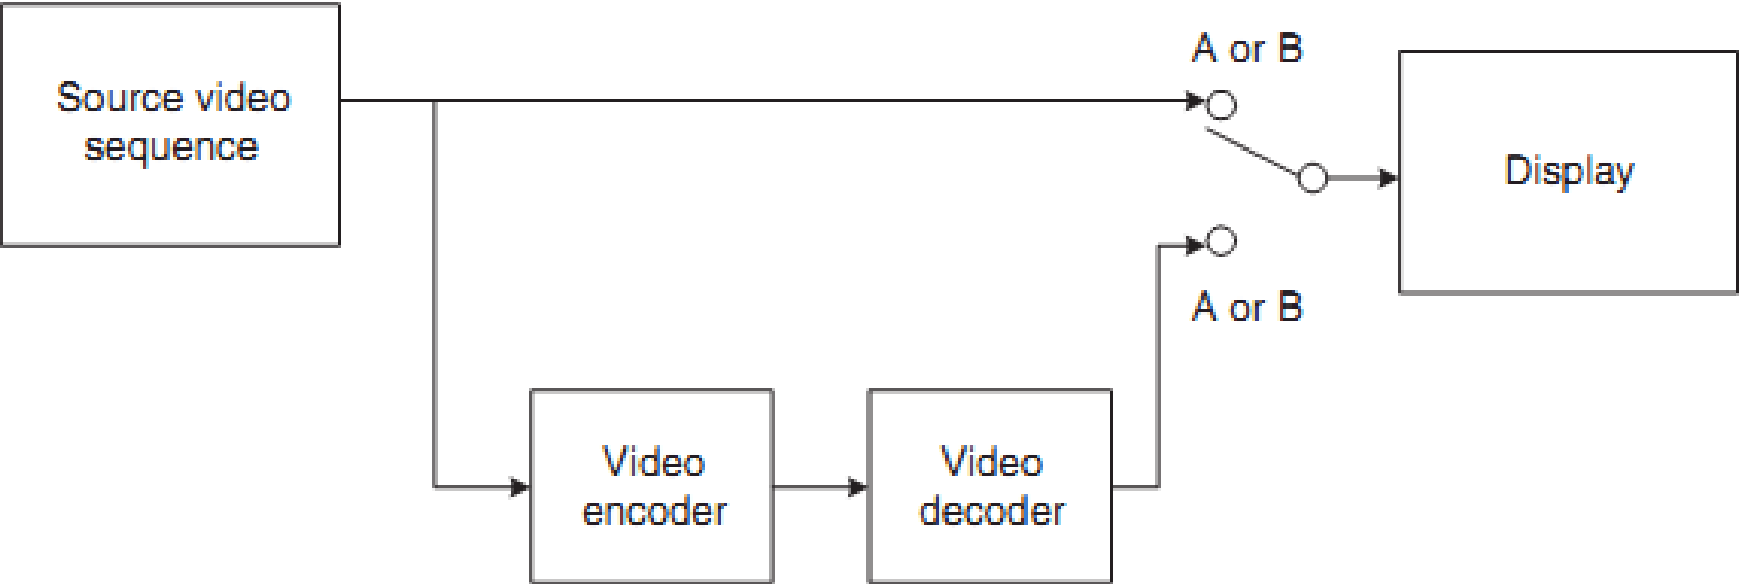 Source video
sequence
A or B
Display
A or B
Video
encoder
Video
decoder